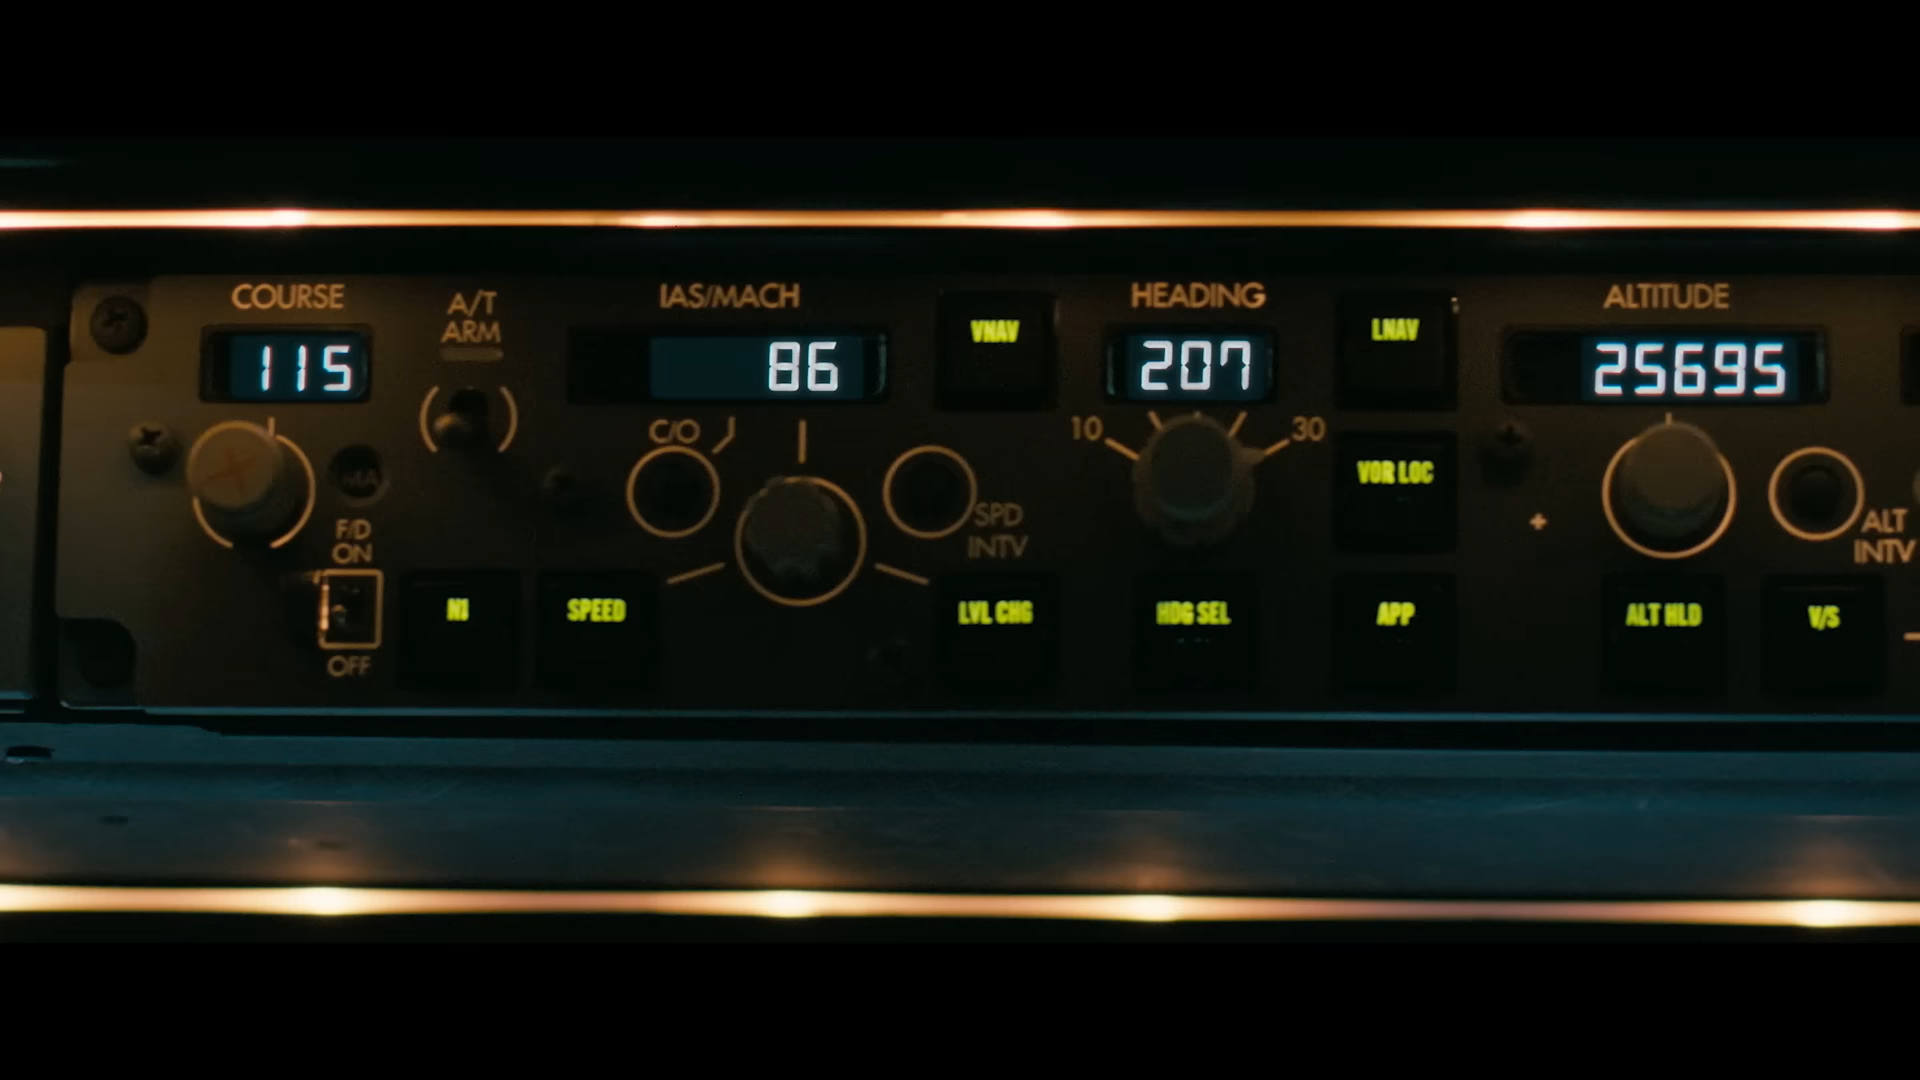 COURSE
A/T
ARM
IAS/MACH
HEADING
ALTITUDE
VNAV
LNAV
115
86
207
25695
C/O
10
30
MA
VOR LOC
SPD
INTV
+
ALT
INTV
F/D
ON
N1
SPEED
LVL CHG
HDG SEL
APP
ALT HLD
V/S
OFF